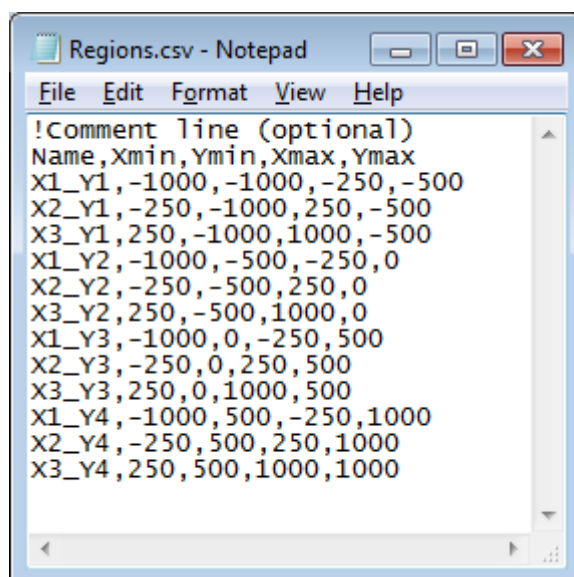 Regions.csv - Notepad
File Edit Format View Help
!Comment line (optional)
Name,Xmin,Ymin,Xmax,Ymax
X1_Y1,-1000,-1000,-250,-500
X2_Y1,-250,-1000,250,-500
X3_Y1,250,-1000,1000,-500
X1_Y2,-1000,-500,-250,0
X2_Y2,-250,-500,250,0
X3_Y2,250,-500,1000,0
X1_Y3,-1000,0,-250,500
X2_Y3,-250,0,250,500
X3_Y3,250,0,1000,500
X1_Y4,-1000,500,-250,1000
X2_Y4,-250,500,250,1000
X3_Y4,250,500,1000,1000